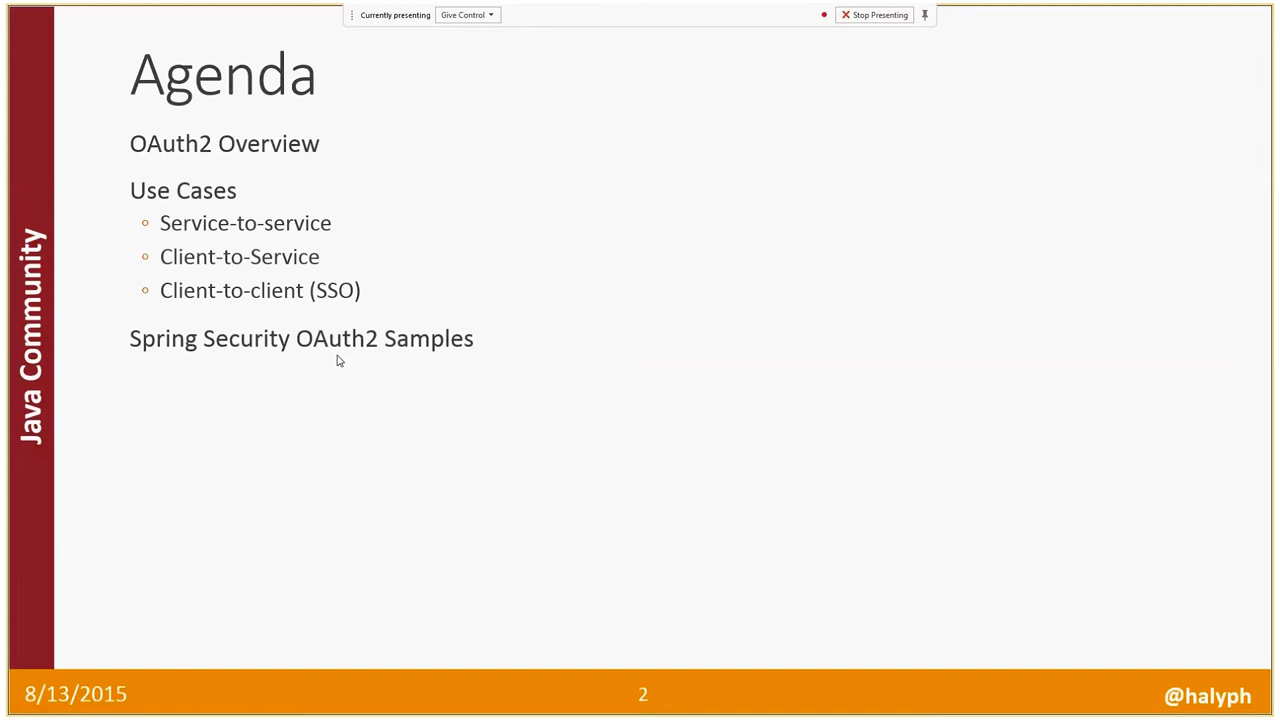 Currently presenting
Give Control
Stop Presenting
Agenda
OAuth2 Overview
Use Cases
Service-to-service
Client-to-Service
Client-to-client (SSO)
Spring Security OAuth2 Samples
Java Community
8/13/2015
2
@halyph